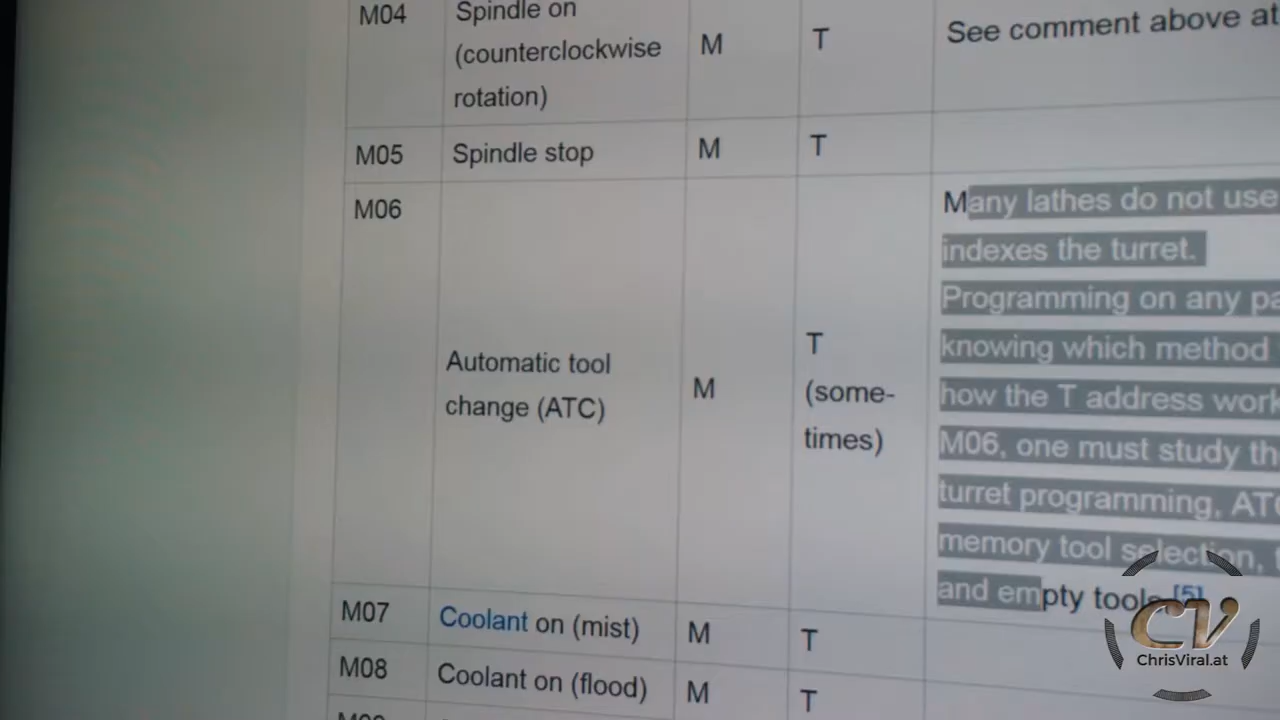 M04
Spindle on
(counterclockwise
rotation)
M
T
See comment above at
M05
Spindle stop
M
T
M06
Automatic tool
change (ATC)
M
T
(some-
times)
Many lathes do not use
indexes the turret.
Programming on any
knowing which method
how the T address work
M06, one must study th
turret programming, ATC
memory tool selection,
and empty tools.[5]
M07
Coolant on (mist)
M
T
M08
Coolant on (flood)
M
T
CV
ChrisViral.at